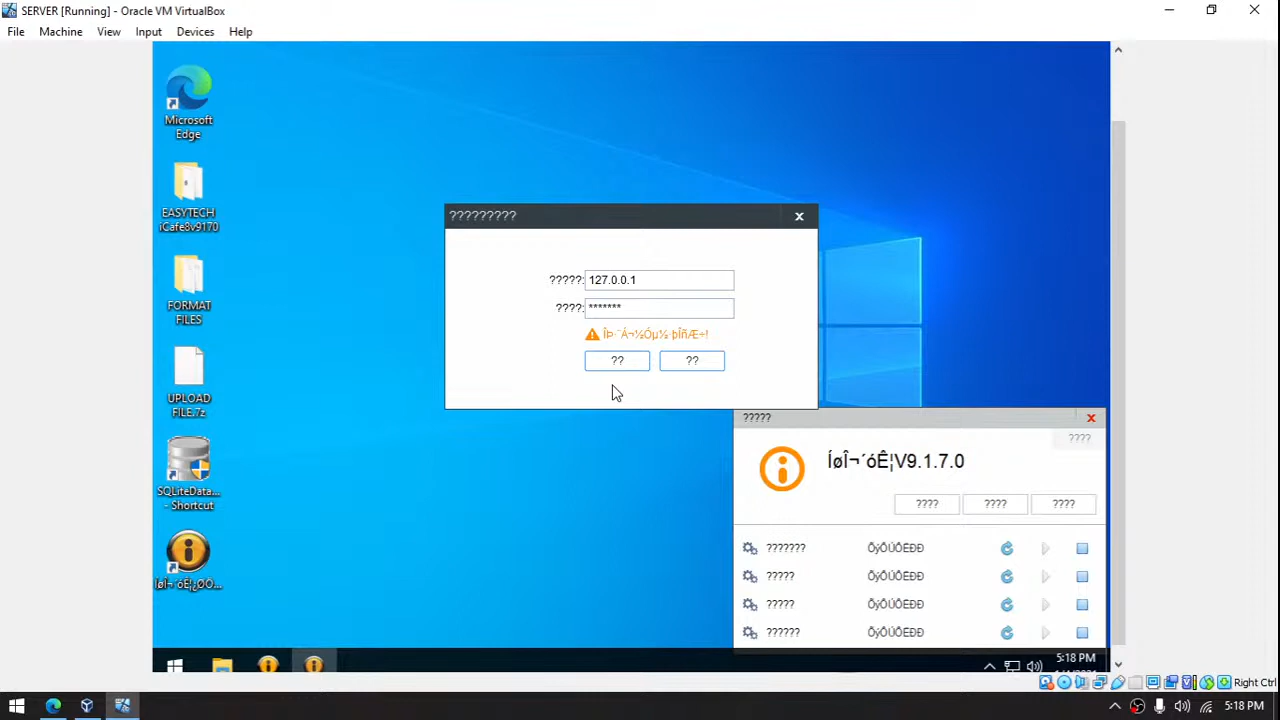 SERVER [Running] - Oracle VM VirtualBox
File Machine View Input Devices Help
Microsoft
Edge
EASYTECH
iCafe8v9170
FORMAT
FILES
UPLOAD
FILE.7z
SQLiteData...
- Shortcut
?????????
x
?????: 127.0.0.1
????: *******
?? ??
?????
x
????
ÍøÎ¬´óÊ¦V9.1.7.0
???? ???? ????
??????? ÕýÔÚÔËÐÐ
????? ÕýÔÚÔËÐÐ
????? ÕýÔÚÔËÐÐ
?????? ÕýÔÚÔËÐÐ
5:18 PM
Right Ctrl
5:18 PM